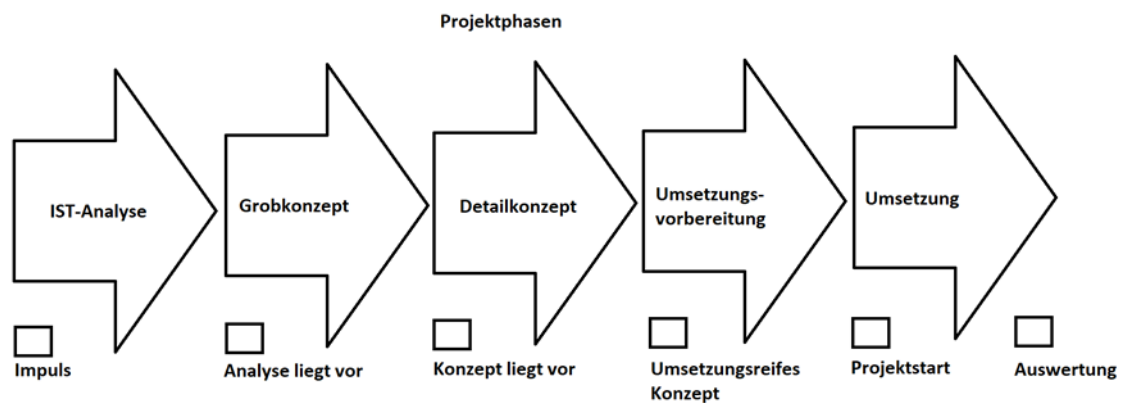 Projektphasen
IST-Analyse
Grobkonzept
Detailkonzept
Umsetzungs-
vorbereitung
Umsetzung
Impuls
Analyse liegt vor
Konzept liegt vor
Umsetzungsreifes
Konzept
Projektstart
Auswertung